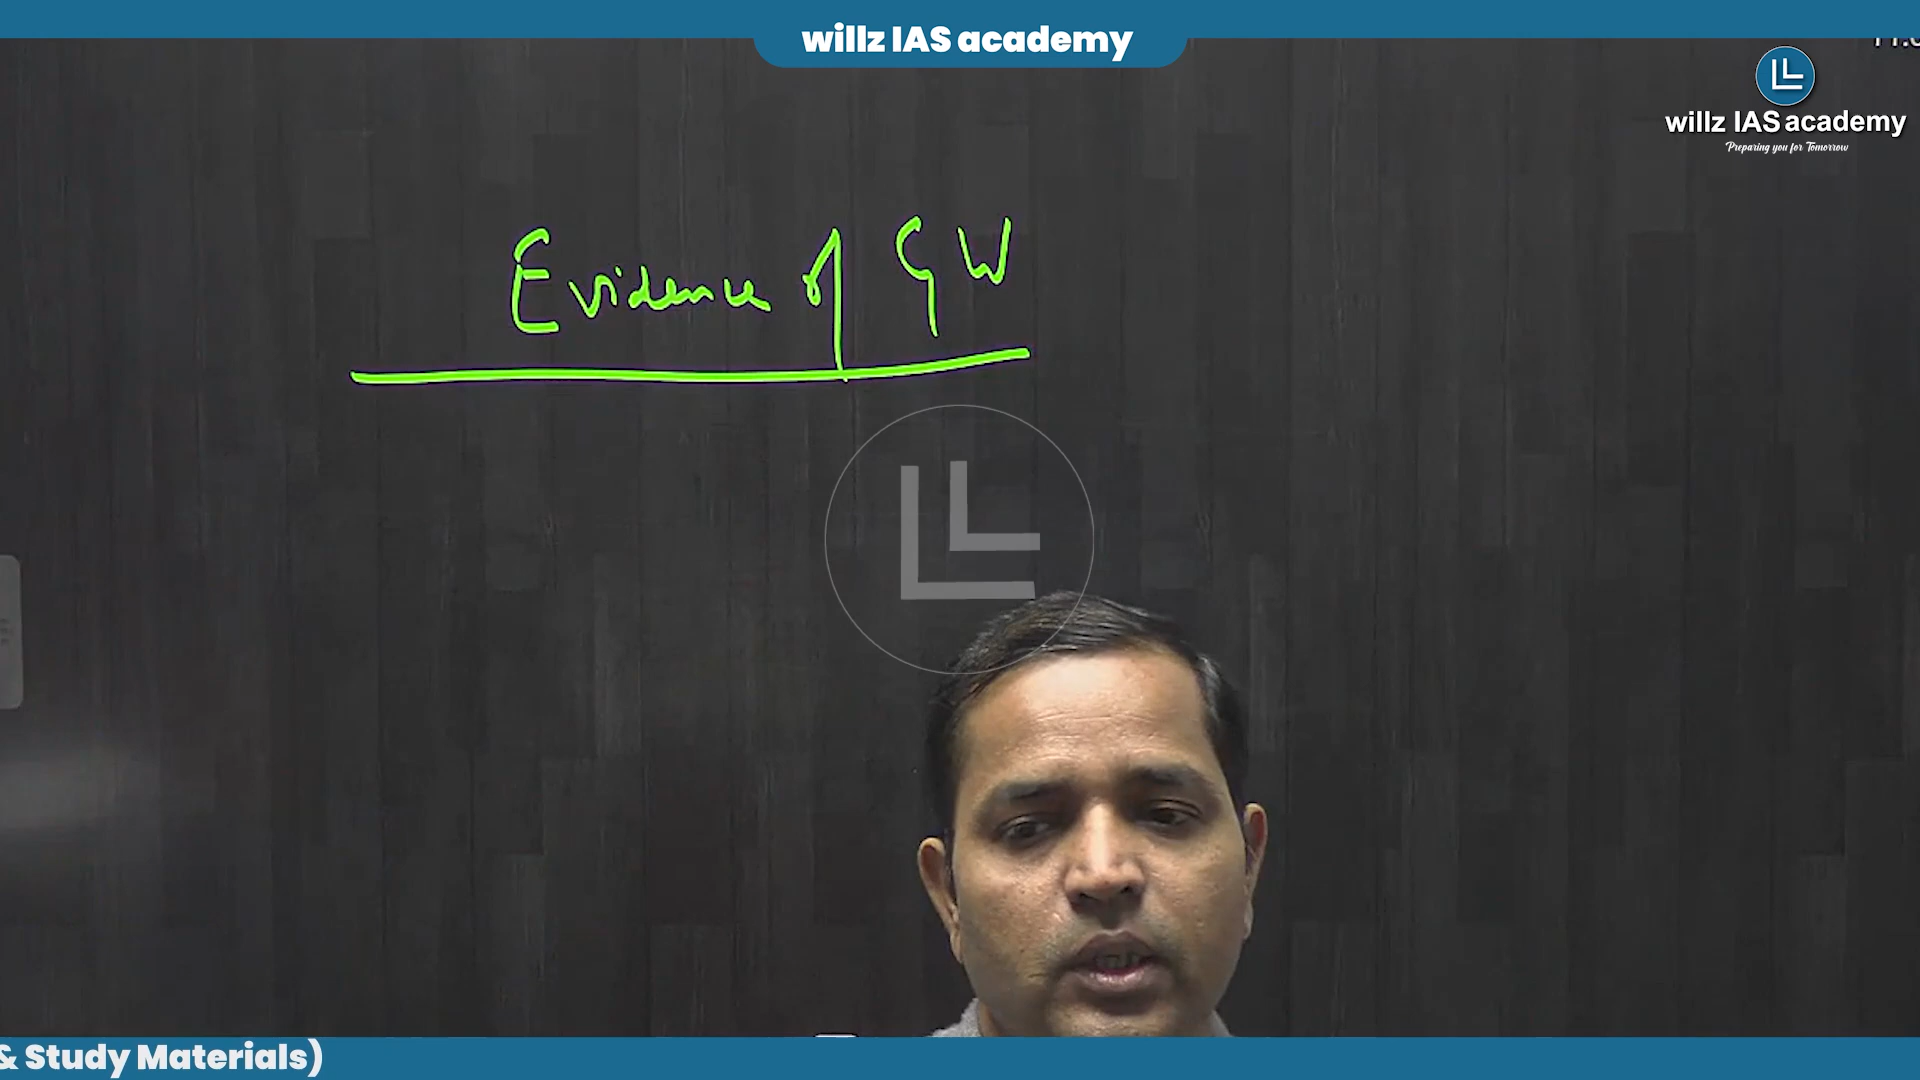 willz IAS academy
willz IAS academy
Preparing you for Tomorrow
Evidence of GW
& Study Materials)